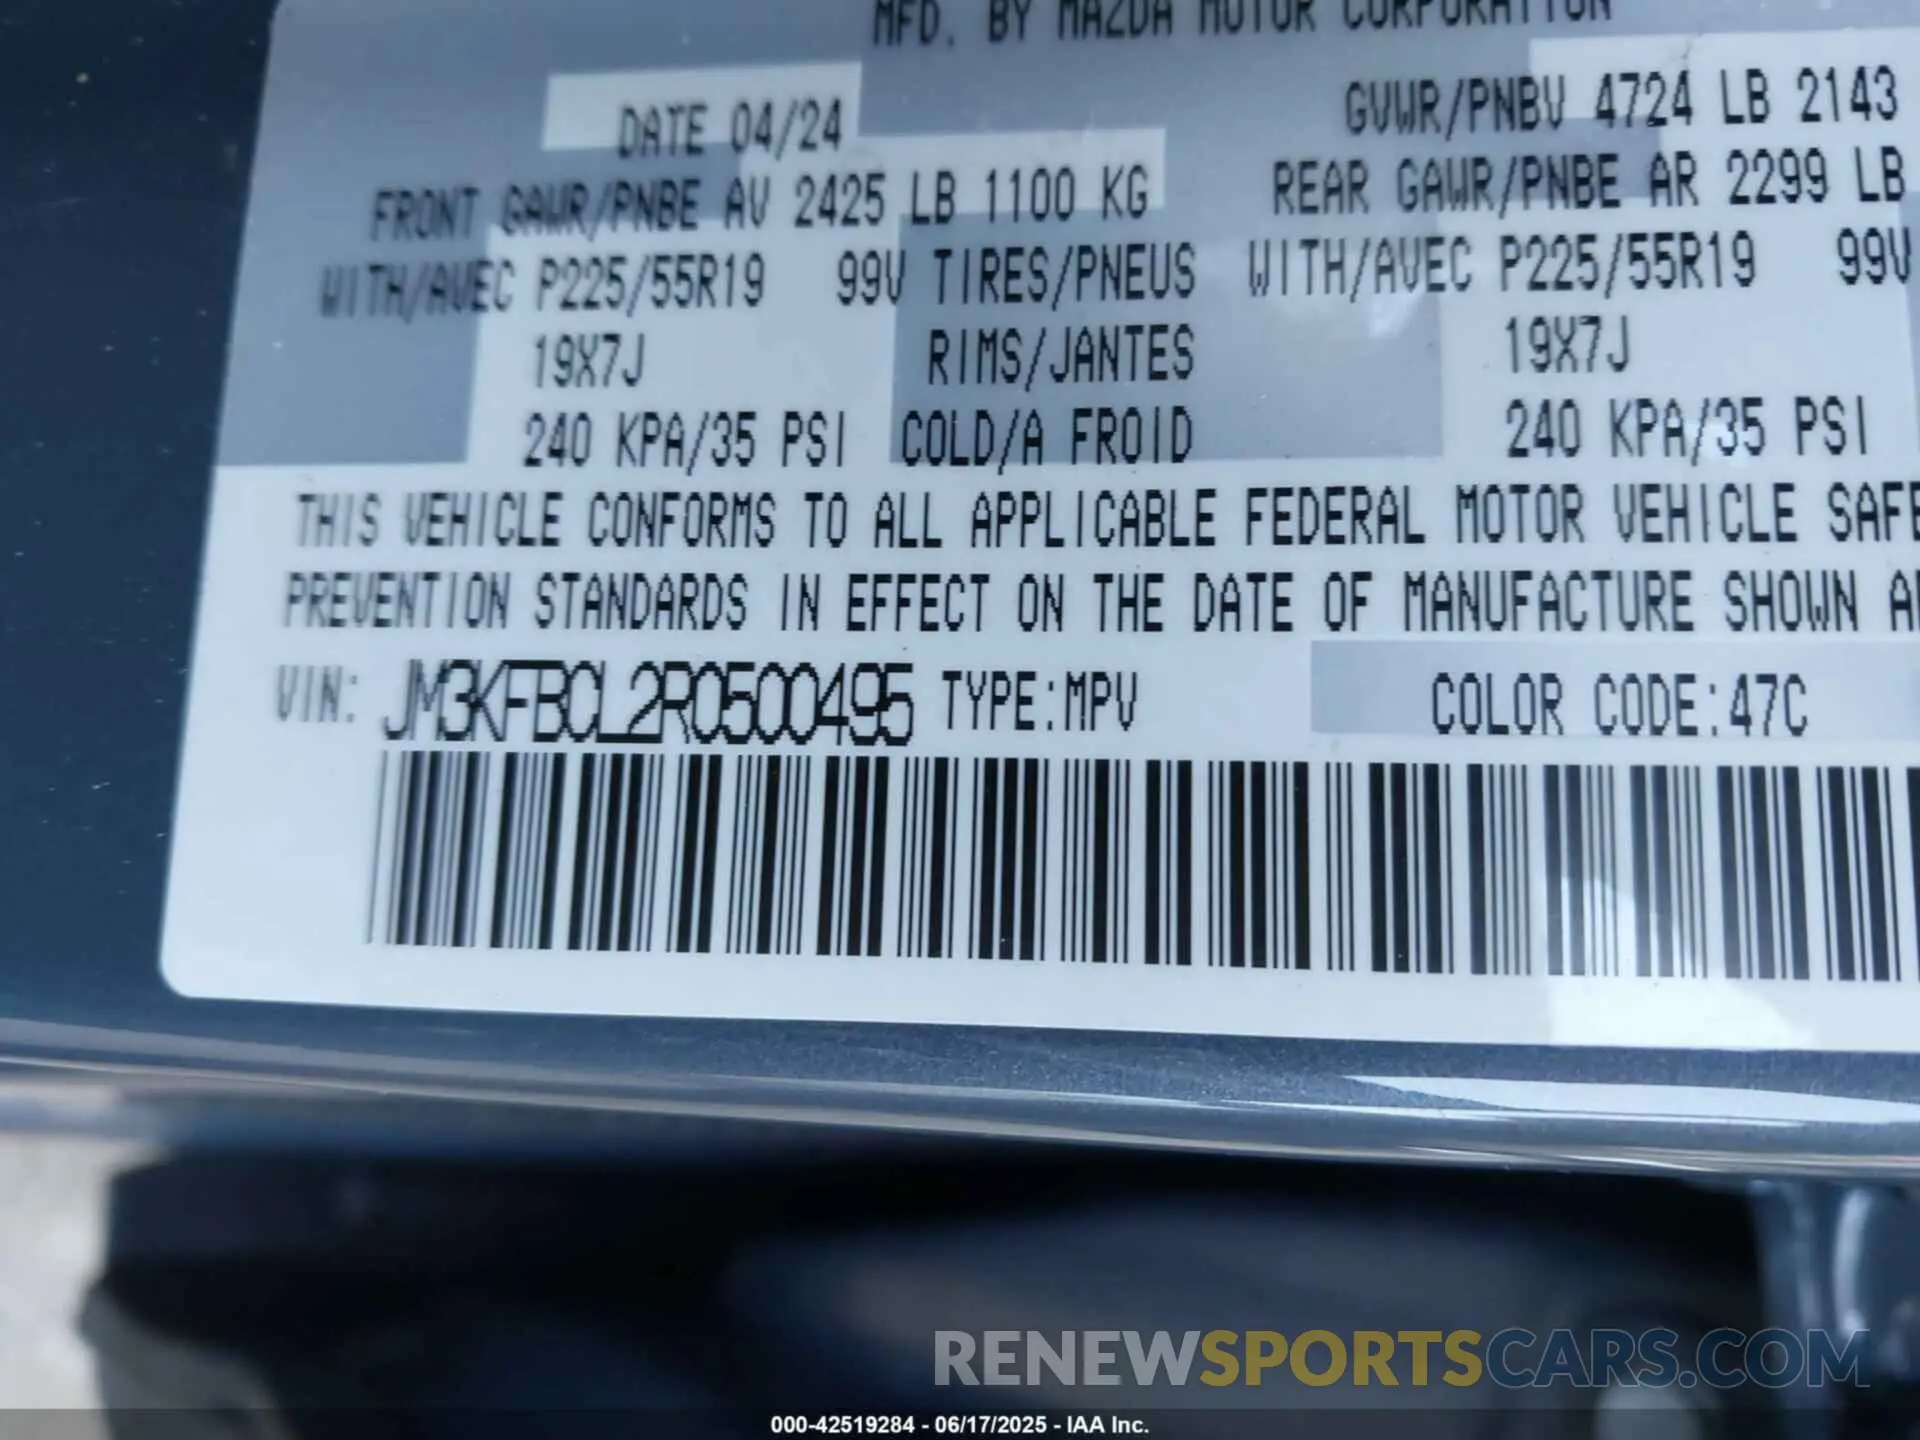 MFD. BY MAZDA MOTOR CORPORATION
DATE 04/24 GVWR/PNBV 4724 LB 2143
FRONT GAWR/PNBE AV 2425 LB 1100 KG REAR GAWR/PNBE AR 2299 LB
WITH/AVEC P225/55R19 99V TIRES/PNEUS WITH/AVEC P225/55R19 99V
19X7J RIMS/JANTES 19X7J
240 KPA/35 PSI COLD/A FROID 240 KPA/35 PSI
THIS VEHICLE CONFORMS TO ALL APPLICABLE FEDERAL MOTOR VEHICLE SAFE
PREVENTION STANDARDS IN EFFECT ON THE DATE OF MANUFACTURE SHOWN A
VIN: JM3KFBCL2R0500495 TYPE:MPV COLOR CODE:47C
RENEWSPORTSCARS.COM
000-42519284 - 06/17/2025 - IAA Inc.